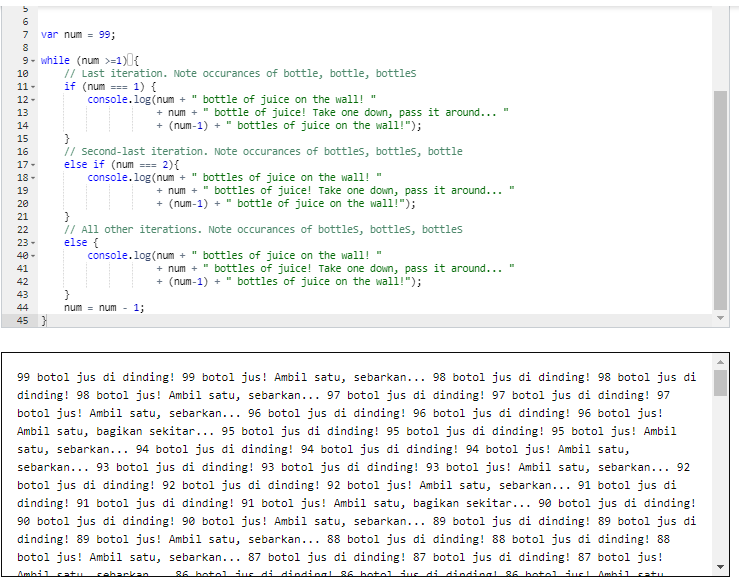 5
6
7 var num = 99;
8
9 while (num >=1) {
10 // Last iteration. Note occurances of bottle, bottle, bottleS
11 if (num === 1) {
12 console.log(num + " bottle of juice on the wall! "
13 + num + " bottle of juice! Take one down, pass it around... "
14 + (num-1) + " bottles of juice on the wall!");
15 }
16 // Second-last iteration. Note occurances of bottleS, bottleS, bottle
17 else if (num === 2){
18 console.log(num + " bottles of juice on the wall! "
19 + num + " bottles of juice! Take one down, pass it around... "
20 + (num-1) + " bottle of juice on the wall!");
21 }
22 // All other iterations. Note occurances of bottleS, bottleS, bottleS
23 else {
40 console.log(num + " bottles of juice on the wall! "
41 + num + " bottles of juice! Take one down, pass it around... "
42 + (num-1) + " bottles of juice on the wall!");
43 }
44 num = num - 1;
45 }
99 botol jus di dinding! 99 botol jus! Ambil satu, sebarkan... 98 botol jus di dinding! 98 botol jus di
dinding! 98 botol jus! Ambil satu, sebarkan... 97 botol jus di dinding! 97 botol jus di dinding! 97
botol jus! Ambil satu, sebarkan... 96 botol jus di dinding! 96 botol jus di dinding! 96 botol jus!
Ambil satu, bagikan sekitar... 95 botol jus di dinding! 95 botol jus di dinding! 95 botol jus! Ambil
satu, sebarkan... 94 botol jus di dinding! 94 botol jus di dinding! 94 botol jus! Ambil satu,
sebarkan... 93 botol jus di dinding! 93 botol jus di dinding! 93 botol jus! Ambil satu, sebarkan... 92
botol jus di dinding! 92 botol jus di dinding! 92 botol jus! Ambil satu, sebarkan... 91 botol jus di
dinding! 91 botol jus di dinding! 91 botol jus! Ambil satu, bagikan sekitar... 90 botol jus di dinding!
90 botol jus di dinding! 90 botol jus! Ambil satu, sebarkan... 89 botol jus di dinding! 89 botol jus di
dinding! 89 botol jus! Ambil satu, sebarkan... 88 botol jus di dinding! 88 botol jus di dinding! 88
botol jus! Ambil satu, sebarkan... 87 botol jus di dinding! 87 botol jus di dinding! 87 botol jus!
Ambil satu, sebarkan... 86 botol jus di dinding! 86 botol jus di dinding! 86 botol jus! Ambil satu,